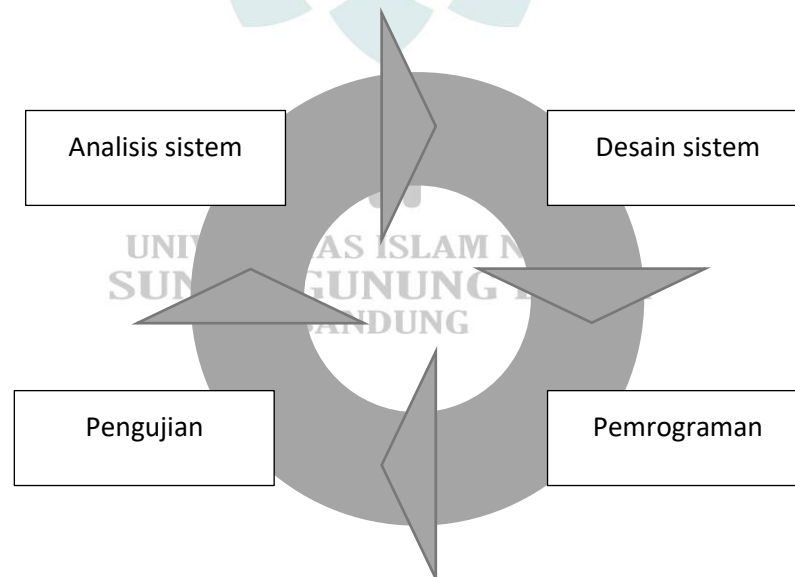 Analisis sistem
Desain sistem
ISLAM
GUNUNG
Pengujian
Pemrograman